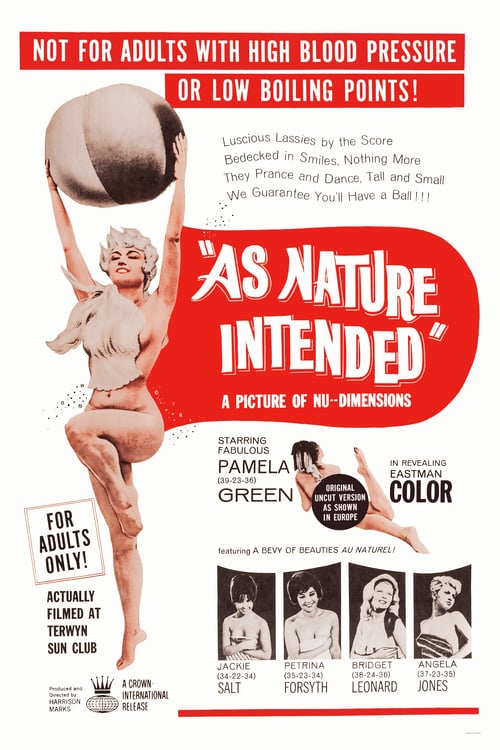 NOT FOR ADULTS WITH HIGH BLOOD PRESSURE
OR LOW BOILING POINTS!
Luscious Lassies by the Score
Bedecked in Smiles, Nothing More
They Prance and Dance, Tall and Small
We Guarantee You'll Have a Ball!!!
"AS NATURE
INTENDED"
A PICTURE OF NU--DIMENSIONS
STARRING
FABULOUS
PAMELA
(39-23-36)
GREEN
ORIGINAL
UNCUT VERSION
AS SHOWN
IN EUROPE
IN REVEALING
EASTMAN
COLOR
FOR
ADULTS
ONLY!
ACTUALLY
FILMED AT
TERWYN
SUN CLUB
featuring A BEVY OF BEAUTIES AU NATUREL!
JACKIE
(34-22-34)
SALT
PETRINA
(35-23-34)
FORSYTH
BRIDGET
(38-24-36)
LEONARD
ANGELA
(37-23-35)
JONES
Produced and
Directed by
HARRISON
MARKS
A CROWN-
INTERNATIONAL
RELEASE